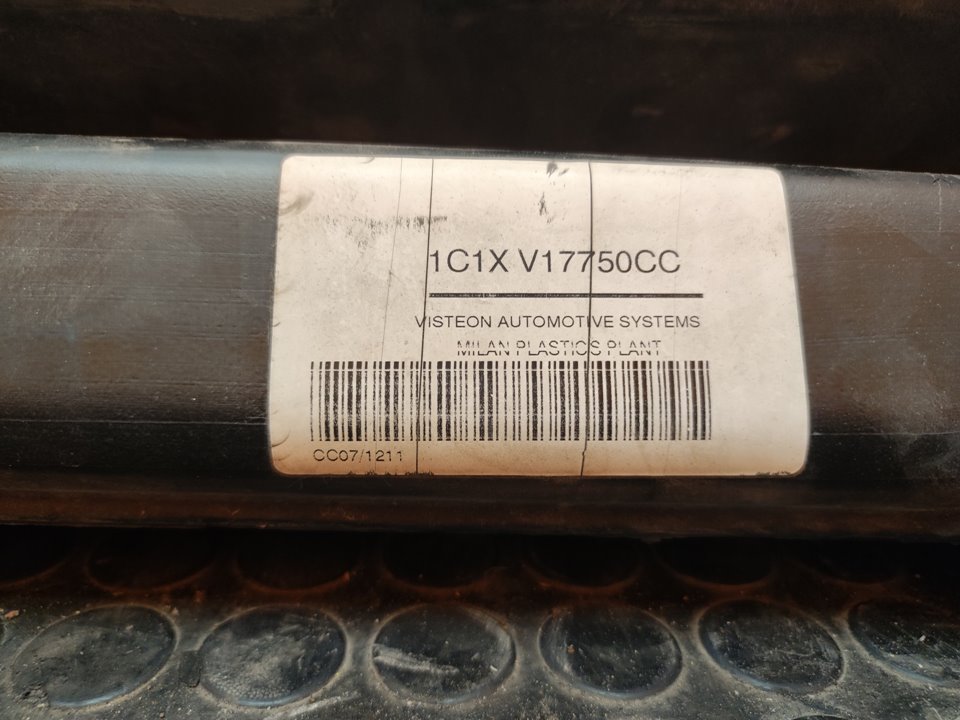 1C1X V17750CC
VISTEON AUTOMOTIVE SYSTEMS
MILAN PLASTICS PLANT
CC07/1211